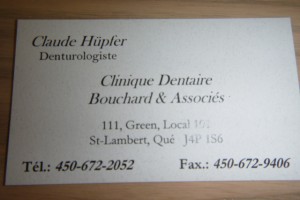 Claude Hüpfer
Denturologiste
Clinique Dentaire
Bouchard & Associés
111, Green, Local
St-Lambert, Qué J4P 1S6
Tél.: 450-672-2052 Fax.: 450-672-9406